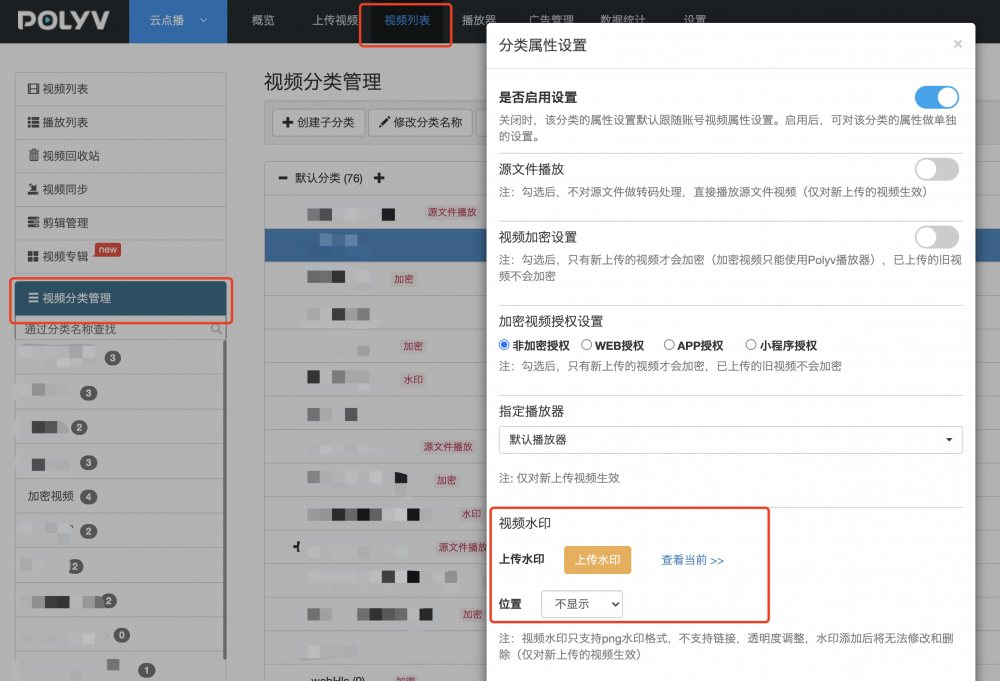 POLYV
云点播
概览
上传视频
视频列表
播放器
广告管理
数据统计
设置
视频列表
播放列表
视频回收站
视频同步
剪辑管理
视频专辑 new
视频分类管理
通过分类名称查找
3
3
2
3
加密视频 4
2
2
2
0
1
视频分类管理
创建子分类
修改分类名称
默认分类 (76)
源文件播放
加密
加密
水印
源文件播放
加密
水印
源文件播放
加密
webHls (0) 加密
分类属性设置
是否启用设置
关闭时，该分类的属性设置默认跟随账号视频属性设置。启用后，可对该分类的属性做单独
的设置。
源文件播放
注：勾选后，不对源文件做转码处理，直接播放源文件视频（仅对新上传的视频生效）
视频加密设置
注：勾选后，只有新上传的视频才会加密（加密视频只能使用Polyv播放器），已上传的旧视
频不会加密
加密视频授权设置
非加密授权 WEB授权 APP授权 小程序授权
注：勾选后，只有新上传的视频才会加密，已上传的旧视频不会加密
指定播放器
默认播放器
注: 仅对新上传视频生效
视频水印
上传水印 上传水印 查看当前 >>
位置 不显示
注：视频水印只支持png水印格式，不支持链接，透明度调整，水印添加后将无法修改和删
除（仅对新上传的视频生效）